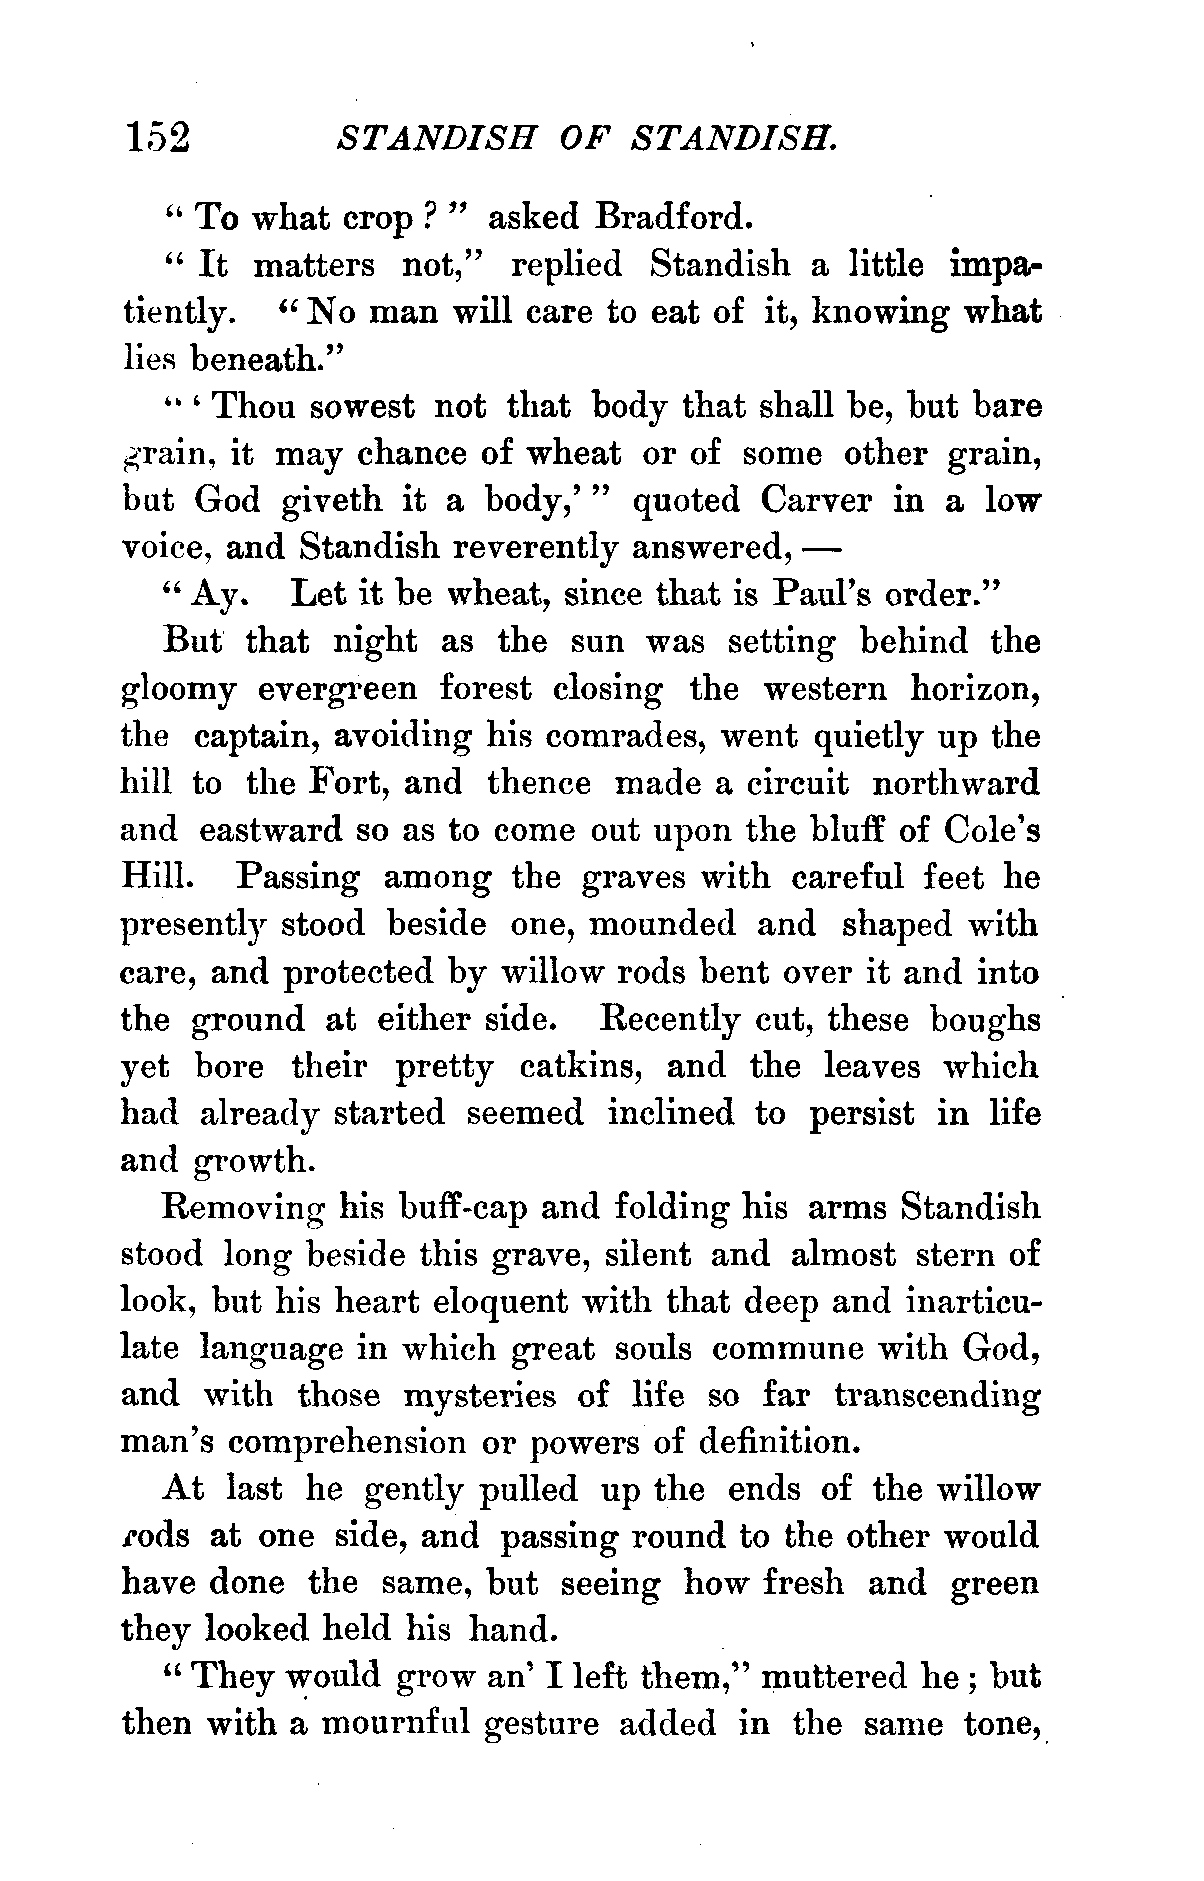 152 STANDISH OF STANDISH.
" To what crop ? " asked Bradford.
" It matters not," replied Standish a little impa-
tiently. " No man will care to eat of it, knowing what
lies beneath."
" ' Thou sowest not that body that shall be, but bare
grain, it may chance of wheat or of some other grain,
but God giveth it a body,' " quoted Carver in a low
voice, and Standish reverently answered, —
" Ay. Let it be wheat, since that is Paul's order."
But that night as the sun was setting behind the
gloomy evergreen forest closing the western horizon,
the captain, avoiding his comrades, went quietly up the
hill to the Fort, and thence made a circuit northward
and eastward so as to come out upon the bluff of Cole's
Hill. Passing among the graves with careful feet he
presently stood beside one, mounded and shaped with
care, and protected by willow rods bent over it and into
the ground at either side. Recently cut, these boughs
yet bore their pretty catkins, and the leaves which
had already started seemed inclined to persist in life
and growth.
Removing his buff-cap and folding his arms Standish
stood long beside this grave, silent and almost stern of
look, but his heart eloquent with that deep and inarticu-
late language in which great souls commune with God,
and with those mysteries of life so far transcending
man's comprehension or powers of definition.
At last he gently pulled up the ends of the willow
rods at one side, and passing round to the other would
have done the same, but seeing how fresh and green
they looked held his hand.
" They would grow an' I left them," muttered he ; but
then with a mournful gesture added in the same tone,